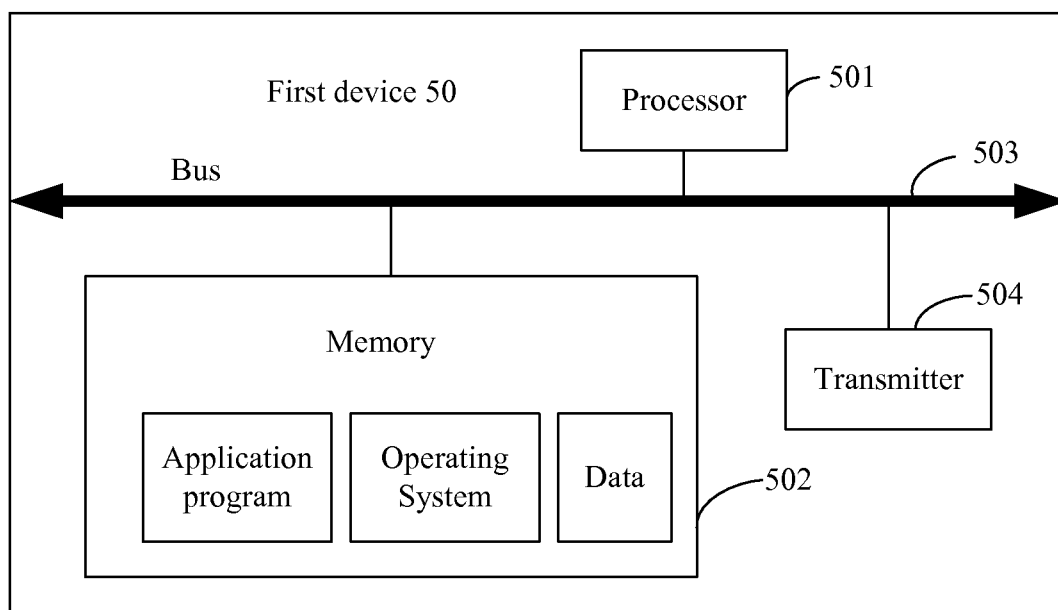 First device 50
Processor
501
Bus
503
Memory
504
Transmitter
Application
program
Operating
System
Data
502